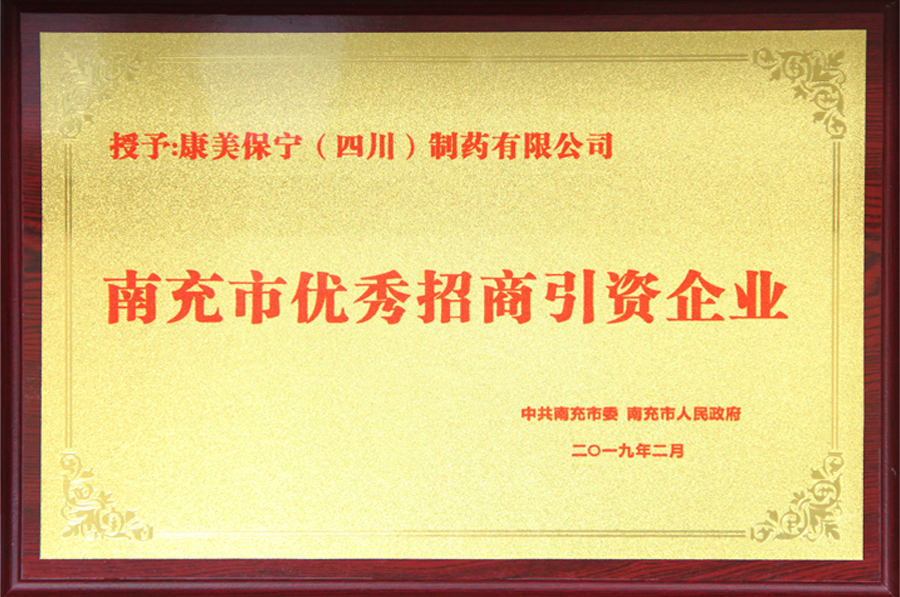 授予:康美保宁（四川）制药有限公司
南充市优秀招商引资企业
中共南充市委 南充市人民政府
二〇一九年二月